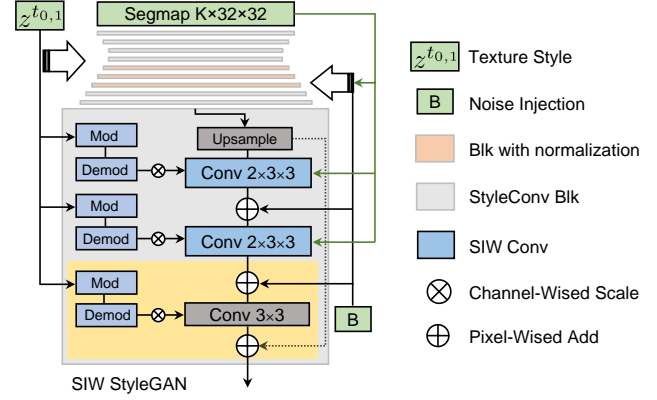 z^{t_{0,1}}
Segmap K×32×32
Upsample
Mod
Demod
Conv 2×3×3
Mod
Demod
Conv 2×3×3
Mod
Demod
Conv 3×3
B
SIW StyleGAN
z^{t_{0,1}} Texture Style
B Noise Injection
Blk with normalization
StyleConv Blk
SIW Conv
Channel-Wised Scale
Pixel-Wised Add